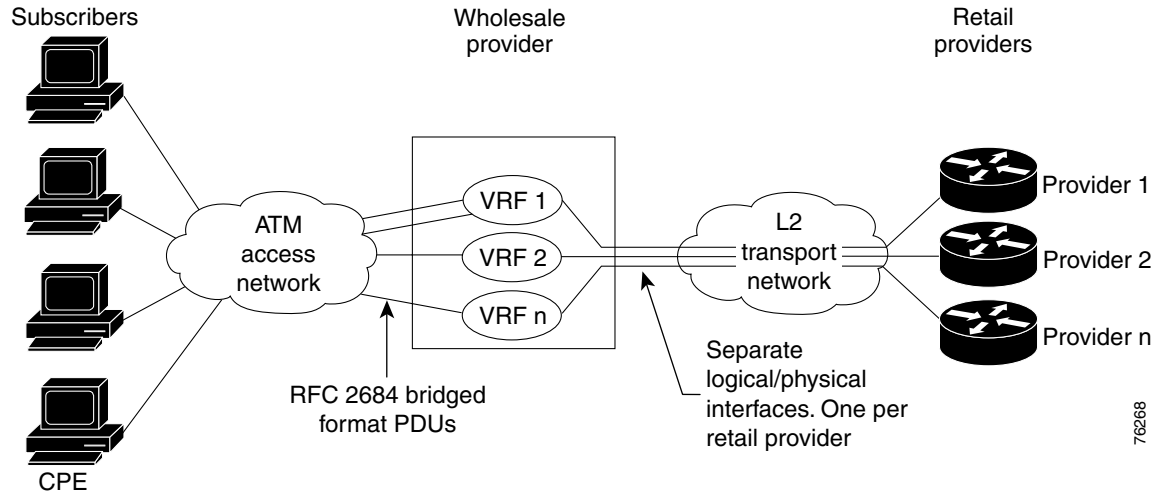 Subscribers
Wholesale
provider
Retail
providers
ATM
access
network
VRF 1
VRF 2
VRF n
L2
transport
network
Provider 1
Provider 2
Provider n
RFC 2684 bridged
format PDUs
Separate
logical/physical
interfaces. One per
retail provider
CPE
76268